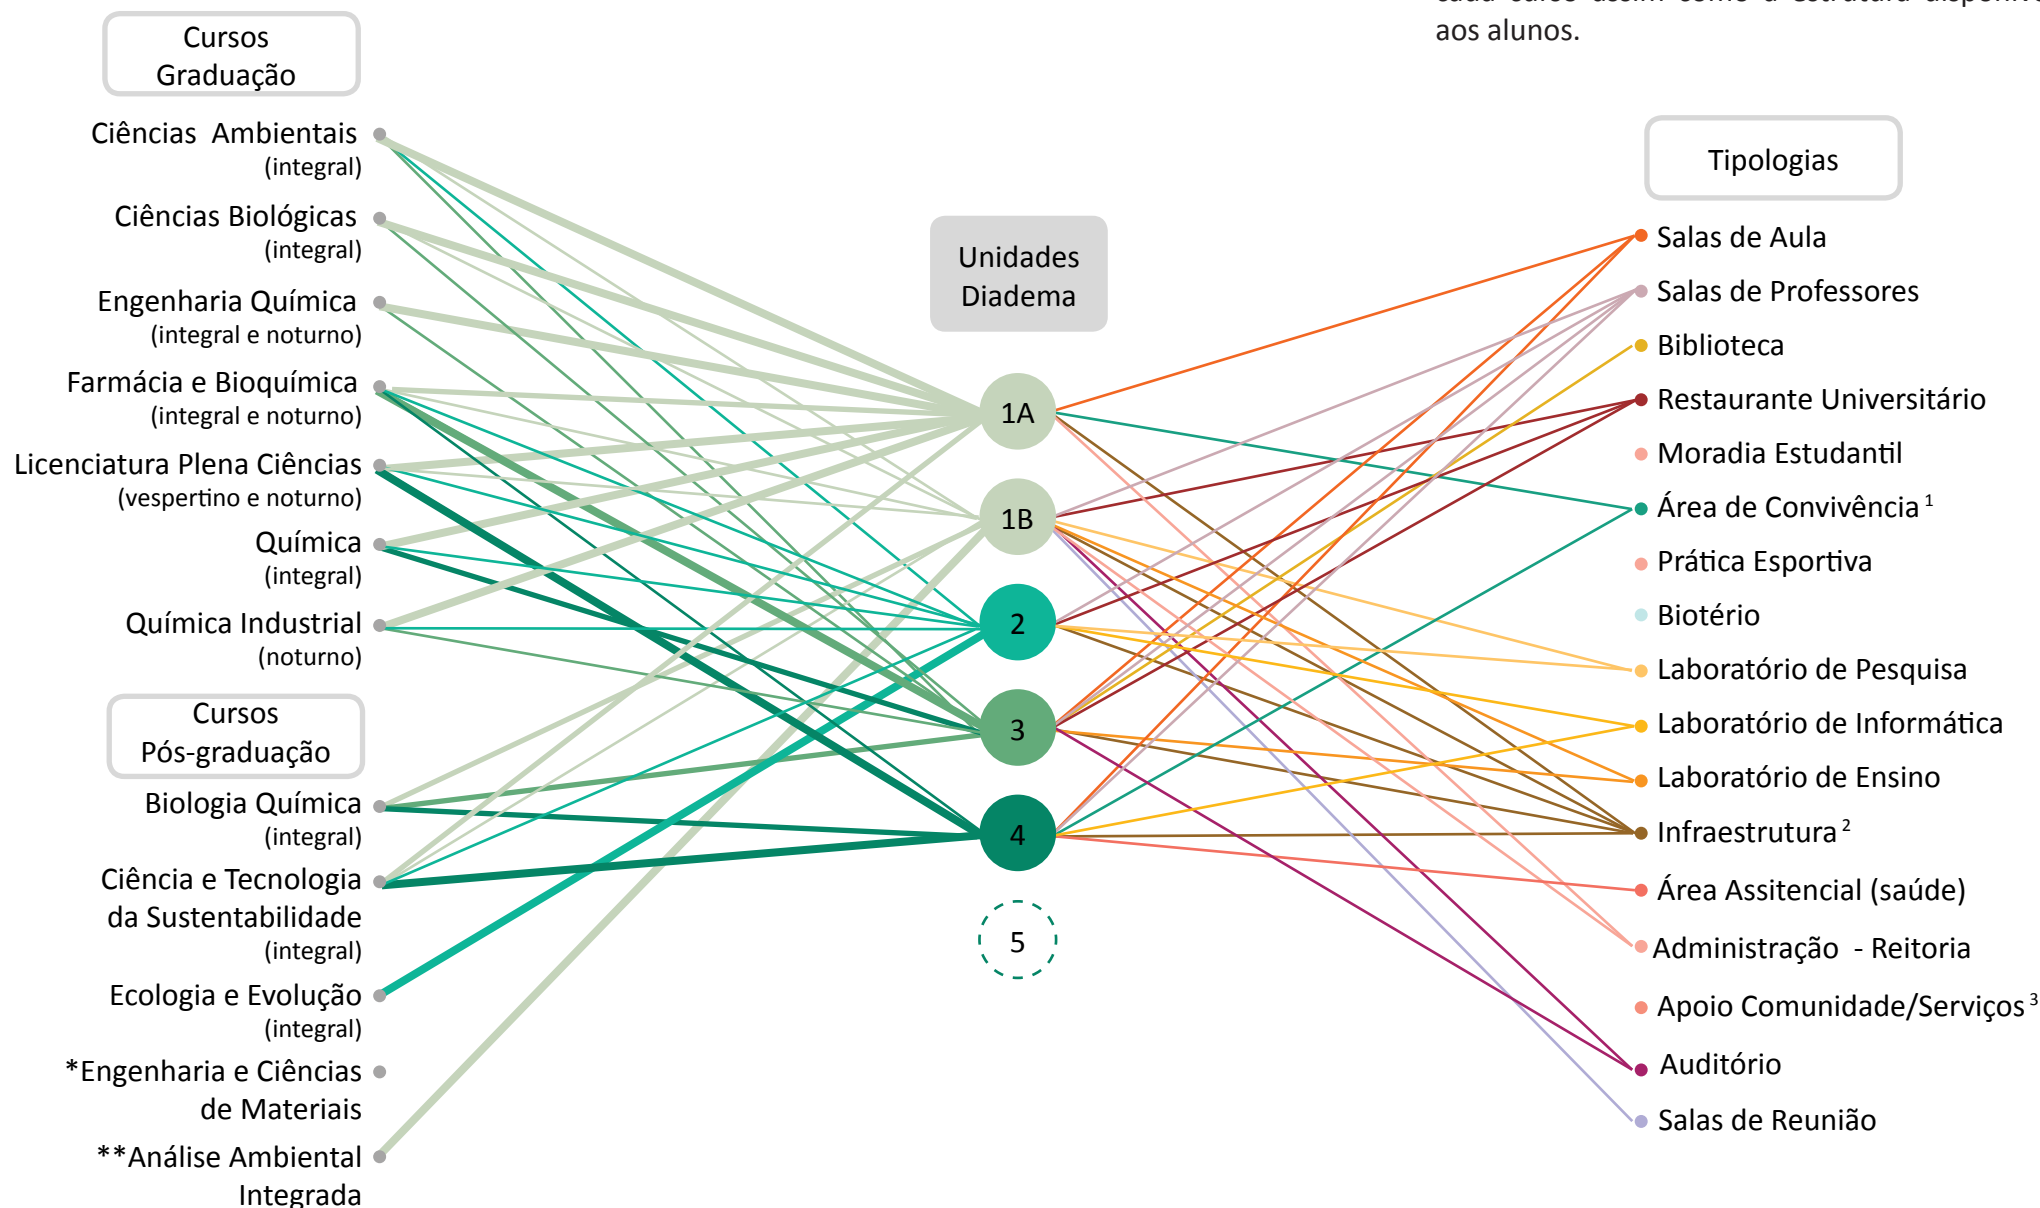 aos alunos.
Cursos
Graduação
Ciências Ambientais
(integral)
Ciências Biológicas
(integral)
Engenharia Química
(integral e noturno)
Farmácia e Bioquímica
(integral e noturno)
Licenciatura Plena Ciências
(vespertino e noturno)
Química
(integral)
Química Industrial
(noturno)
Cursos
Pós-graduação
Biologia Química
(integral)
Ciência e Tecnologia
da Sustentabilidade
(integral)
Ecologia e Evolução
(integral)
*Engenharia e Ciências
de Materiais
**Análise Ambiental
Integrada
Unidades
Diadema
1A
1B
2
3
4
5
Tipologias
Salas de Aula
Salas de Professores
Biblioteca
Restaurante Universitário
Moradia Estudantil
Área de Convivência 1
Prática Esportiva
Biotério
Laboratório de Pesquisa
Laboratório de Informática
Laboratório de Ensino
Infraestrutura 2
Área Assitencial (saúde)
Administração - Reitoria
Apoio Comunidade/Serviços 3
Auditório
Salas de Reunião